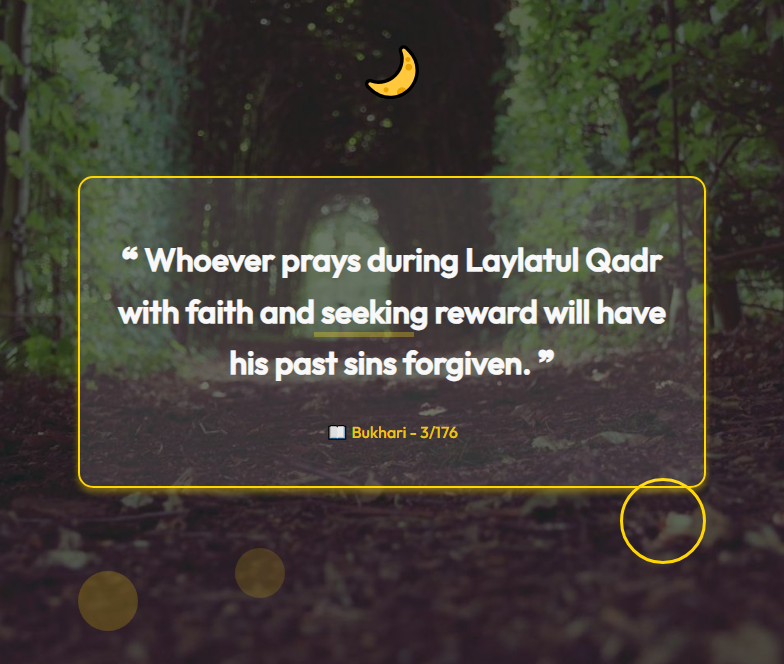 ❝ Whoever prays during Laylatul Qadr
with faith and seeking reward will have
his past sins forgiven. ❞
Bukhari - 3/176